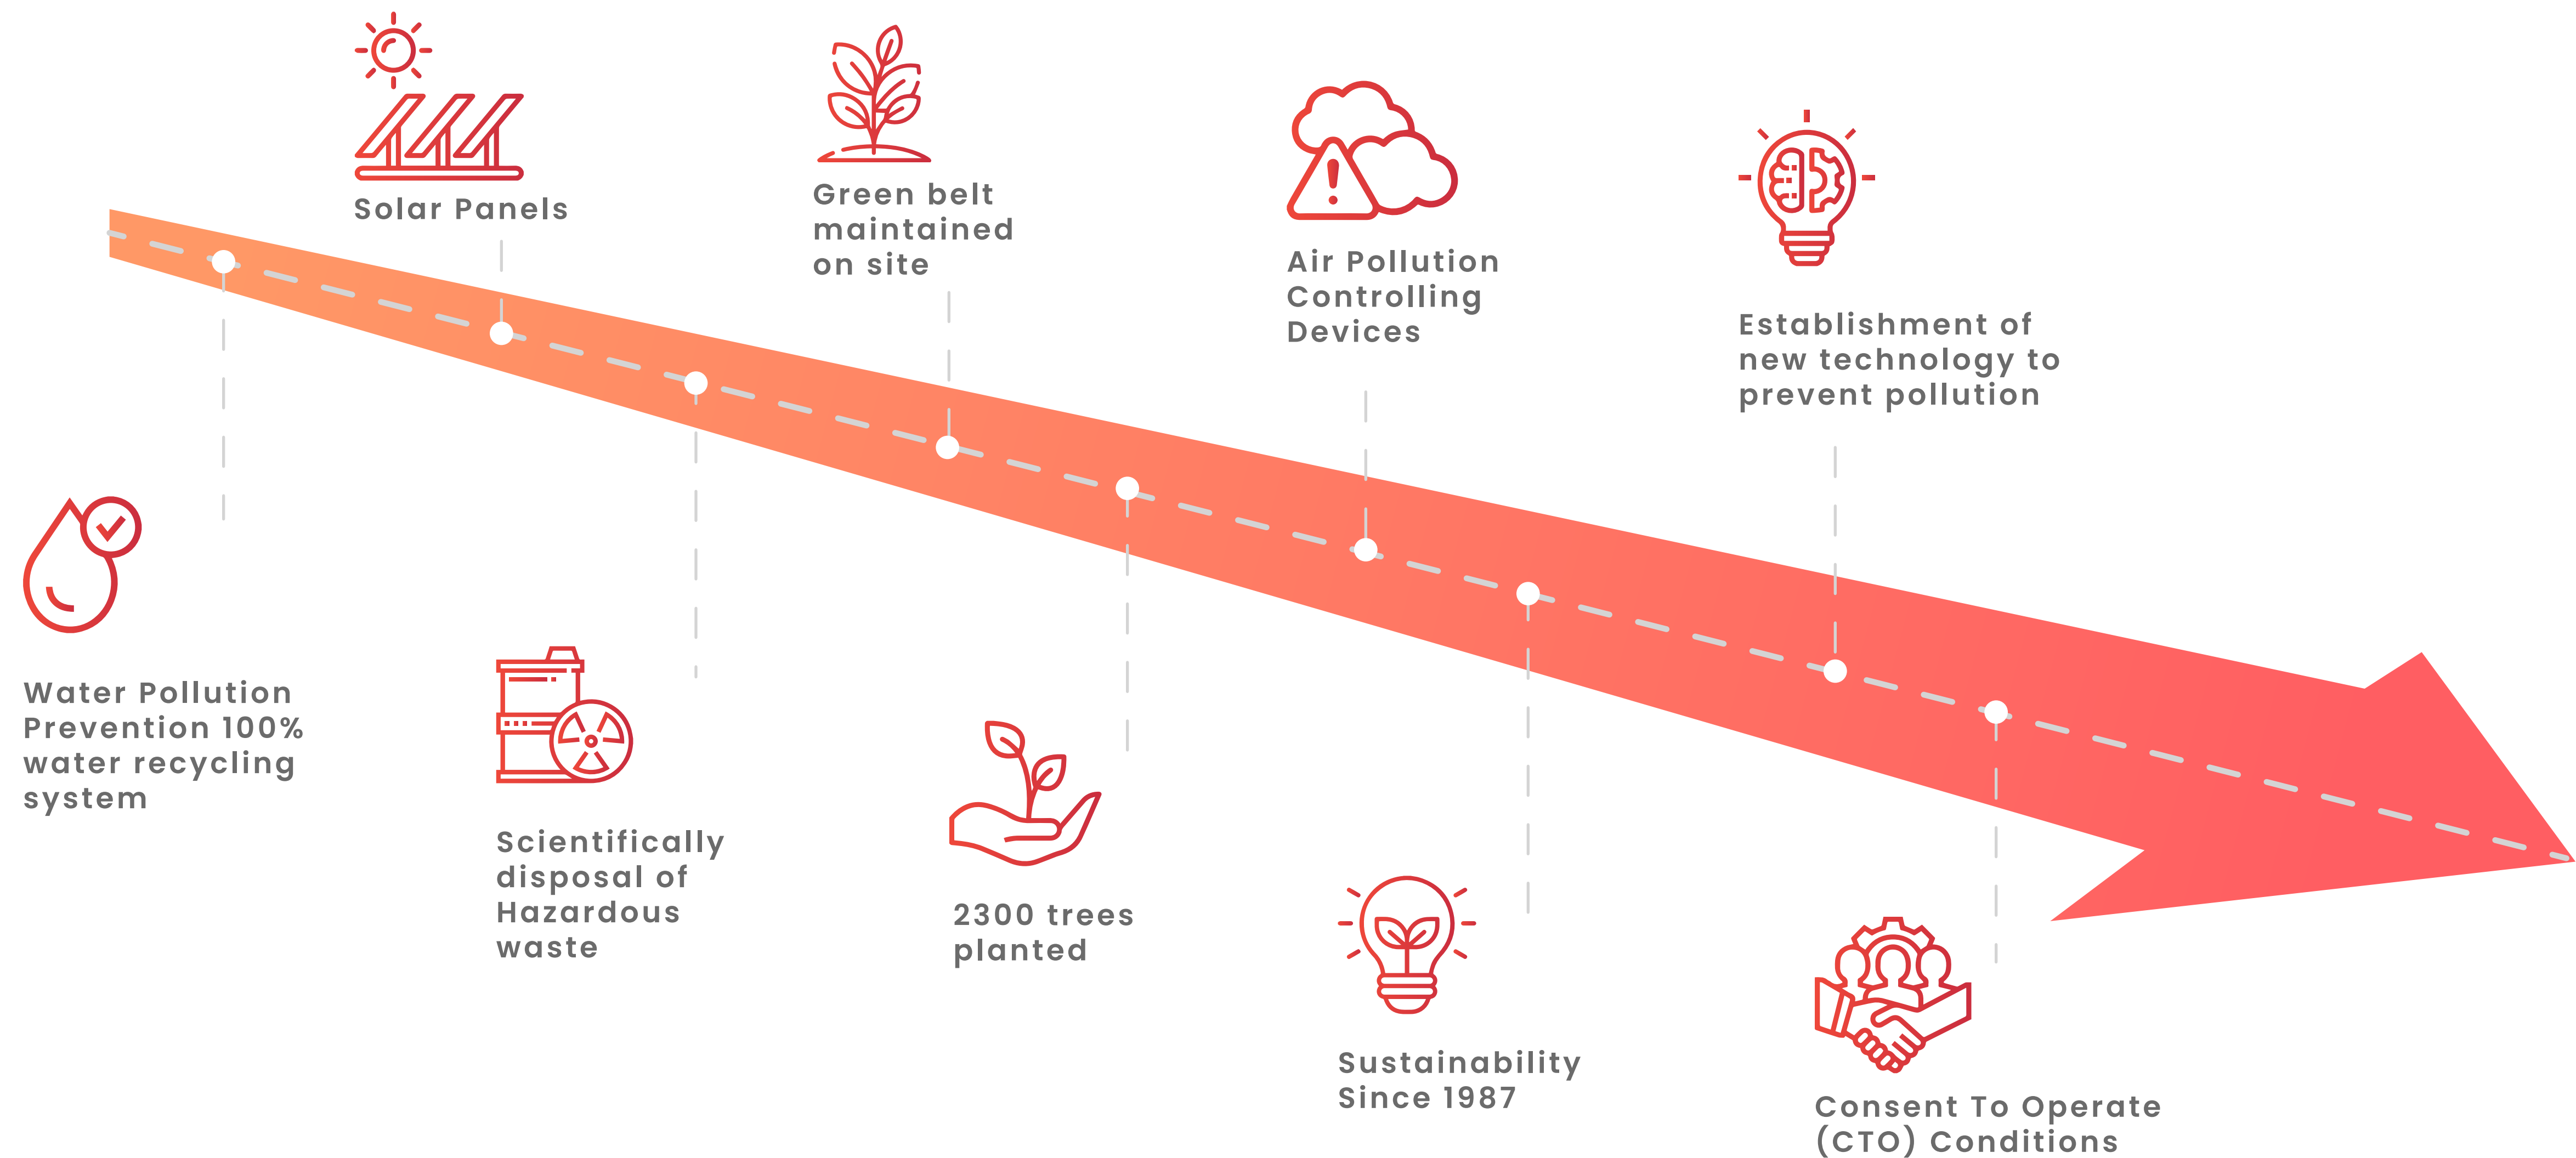 Solar Panels
Green belt
maintained
on site
Air Pollution
Controlling
Devices
Establishment of
new technology to
prevent pollution
Water Pollution
Prevention 100%
water recycling
system
Scientifically
disposal of
Hazardous
waste
2300 trees
planted
Sustainability
Since 1987
Consent To Operate
(CTO) Conditions